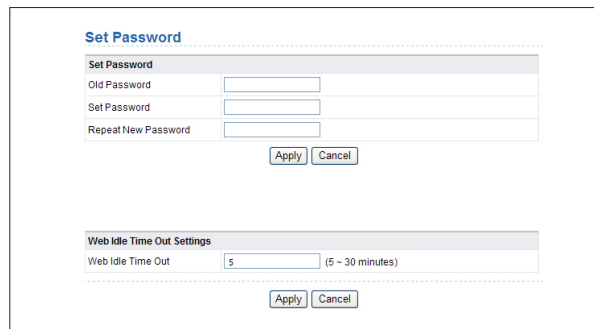 Set Password
Set Password
Old Password
Set Password
Repeat New Password
Apply Cancel
Web Idle Time Out Settings
Web Idle Time Out 5 (5 ~ 30 minutes)
Apply Cancel